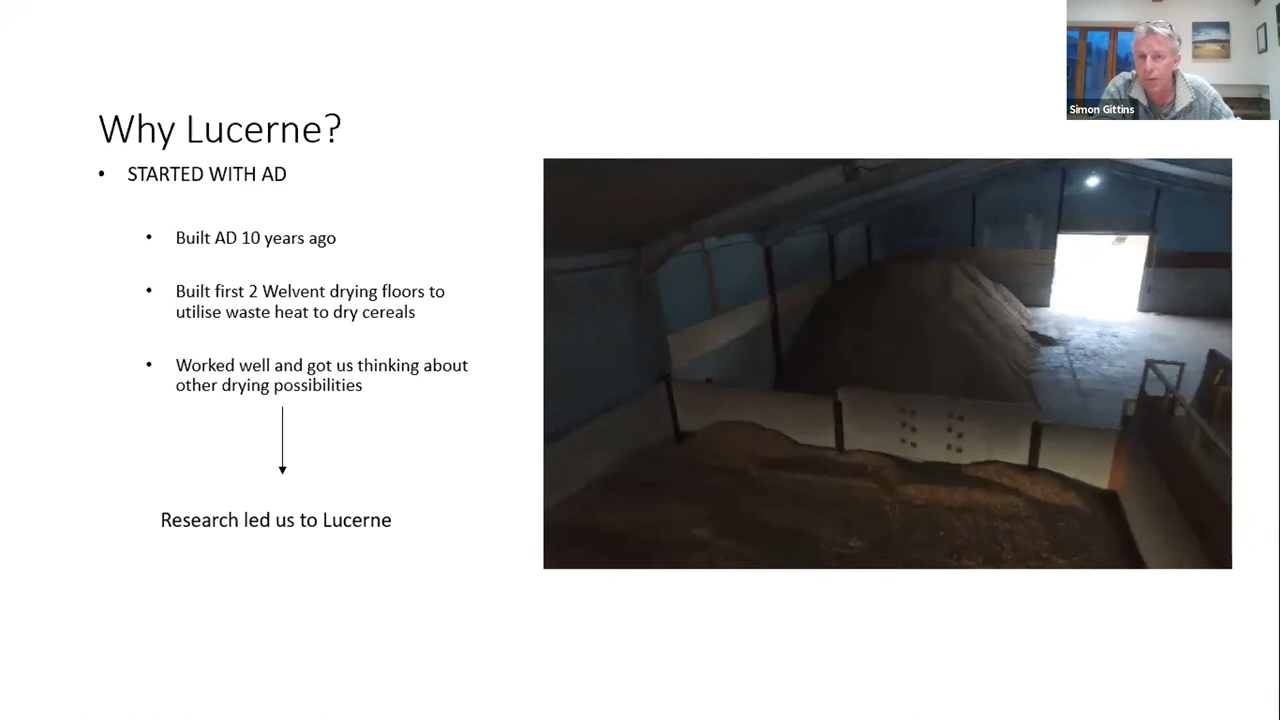 Simon Gittins
Why Lucerne?
• STARTED WITH AD
• Built AD 10 years ago
• Built first 2 Welvent drying floors to
utilise waste heat to dry cereals
• Worked well and got us thinking about
other drying possibilities
Research led us to Lucerne